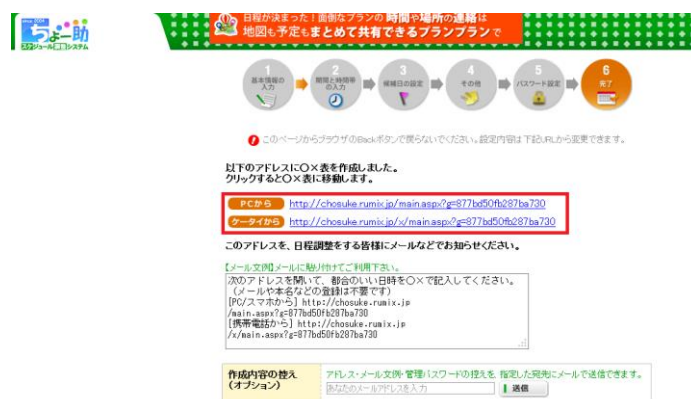 since 2004
ちょー助
スケジュール調整システム
日程が決まった！面倒なプランの時間や場所の連絡は
地図も予定もまとめて共有できるプランプランで
1
基本情報の
入力
2
期間と時間帯
の入力
3
候補日の設定
4
その他
5
パスワード設定
6
完了
このページからブラウザのBackボタンで戻らないでください。設定内容は下記URLから変更できます。
以下のアドレスに○×表を作成しました。
クリックすると○×表に移動します。
PCから http://chosuke.rumix.jp/main.aspx?g=877bd50fb287ba730
ケータイから http://chosuke.rumix.jp/x/main.aspx?g=877bd50fb287ba730
このアドレスを、日程調整をする皆様にメールなどでお知らせください。
【メール文例】メールに貼り付けてご利用下さい。
次のアドレスを開いて、都合のいい日時を○×で記入してください。
（メールや本名などの登録は不要です）
[PC/スマホから] http://chosuke.rumix.jp
/main.aspx?g=877bd50fb287ba730
[携帯電話から] http://chosuke.rumix.jp
/x/main.aspx?g=877bd50fb287ba730
作成内容の控え
（オプション）
アドレス・メール文例・管理パスワードの控えを、指定した宛先にメールで送信できます。
あなたのメールアドレスを入力
送信